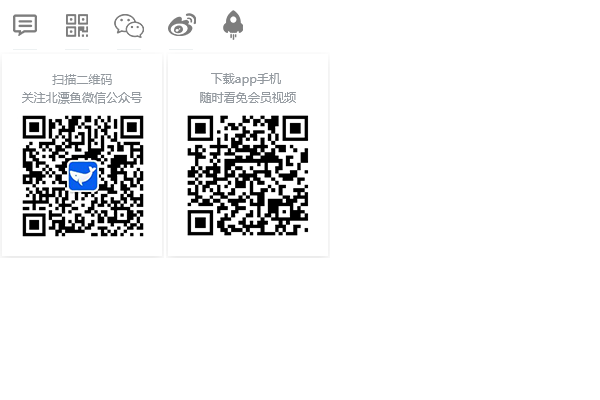 扫描二维码
关注北漂鱼微信公众号
下载app手机
随时看免会员视频